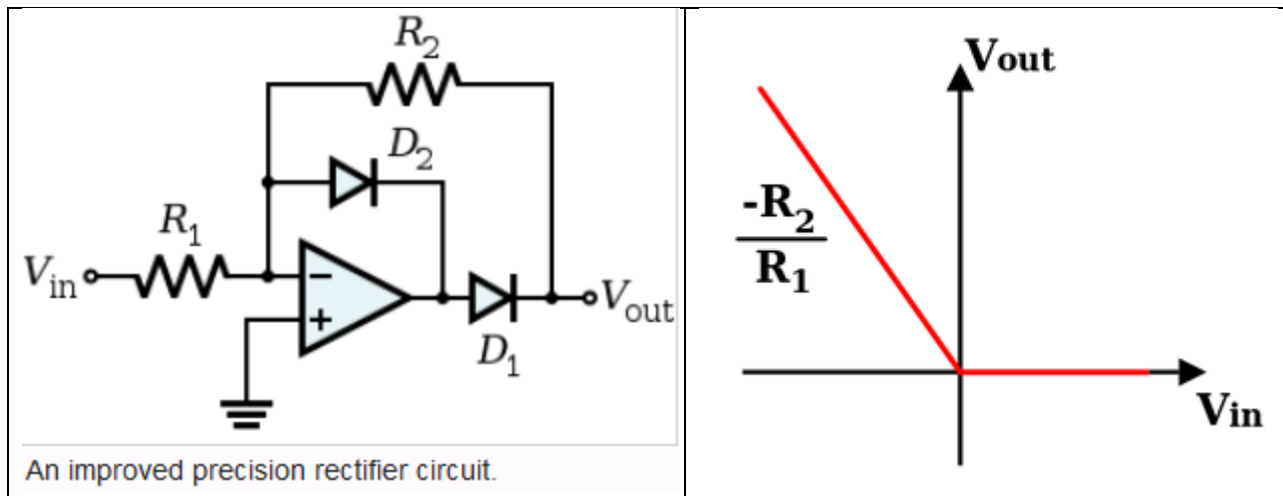 R2
D2
R1
Vin
−
+
Vout
D1
An improved precision rectifier circuit.
Vout
-R2
R1
Vin